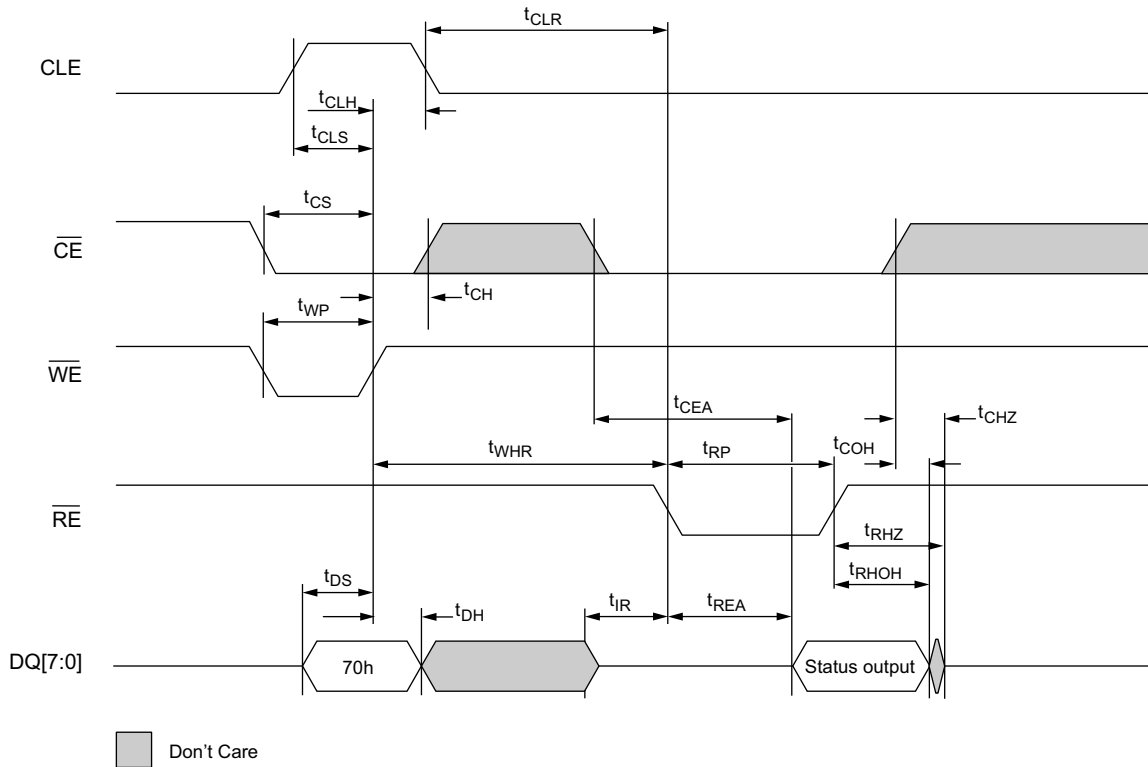 tCLR
CLE
tCLH
tCLS
tCS
CE
tCH
tWP
WE
tCEA
tCHZ
tWHR
tRP
tCOH
RE
tRHZ
tDS
tRHOH
tDH
tIR
tREA
DQ[7:0]
70h
Status output
Don't Care